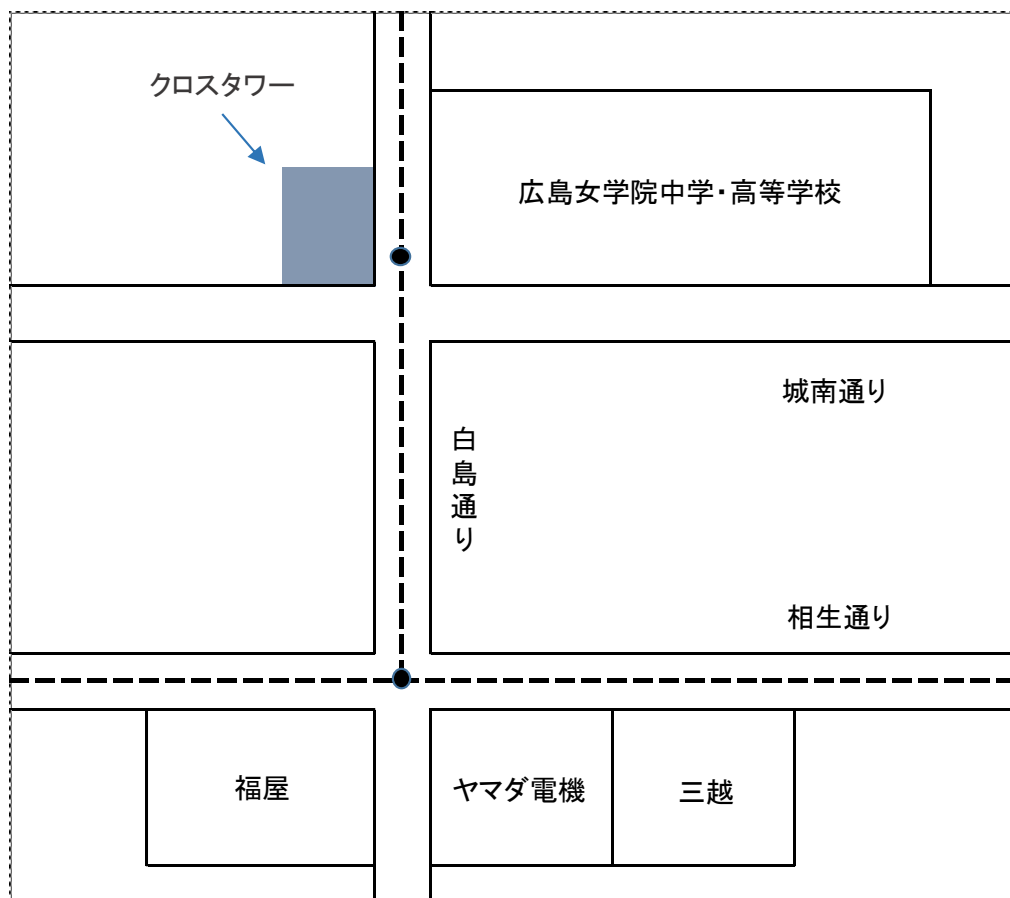 クロスタワー
広島女学院中学・高等学校
城南通り
白島通り
相生通り
福屋
ヤマダ電機
三越